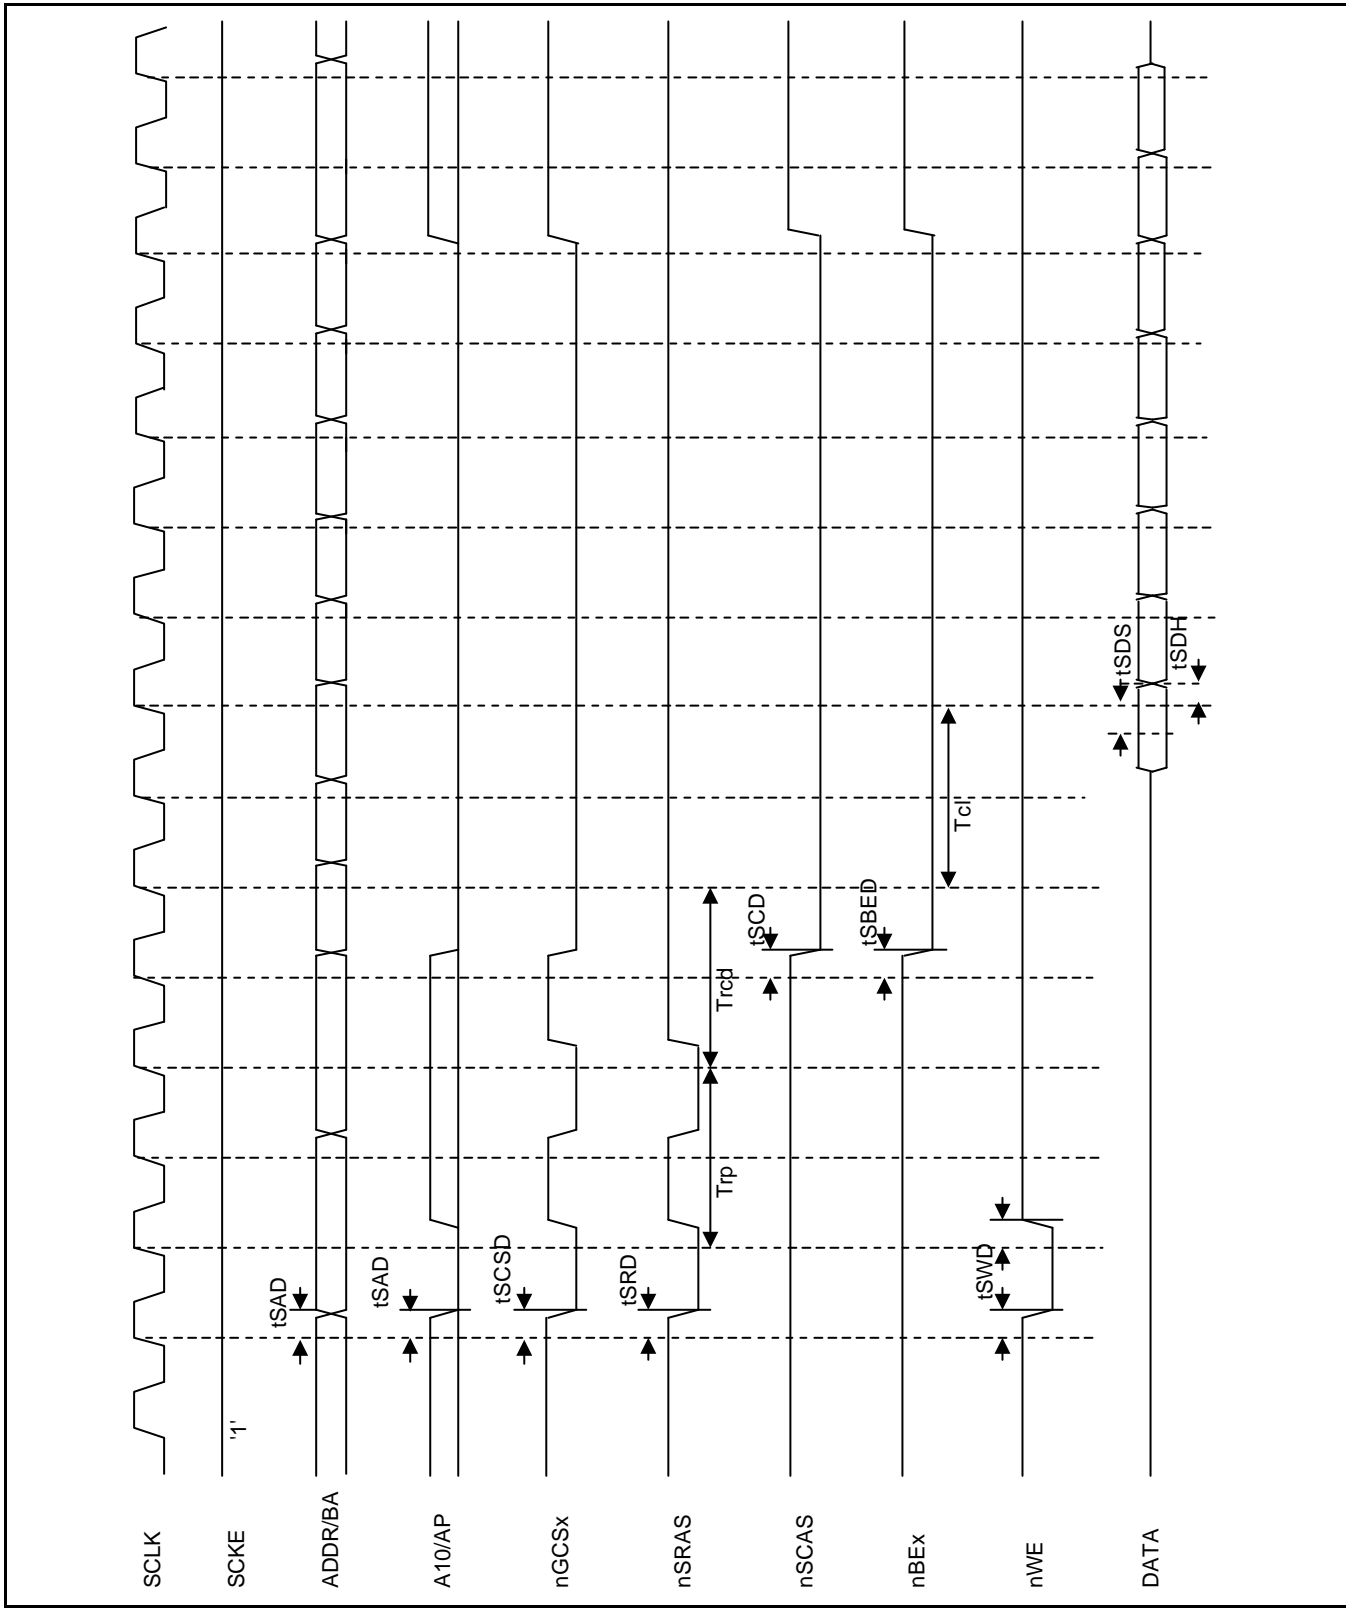 SCLK
SCKE
'1'
ADDR/BA
tSAD
A10/AP
tSAD
nGCSx
tSCSD
nSRAS
tSRD
Trp
Trcd
nSCAS
tSCD
nBEx
tSBED
Tcl
nWE
tSWD
DATA
tSDS
tSDH